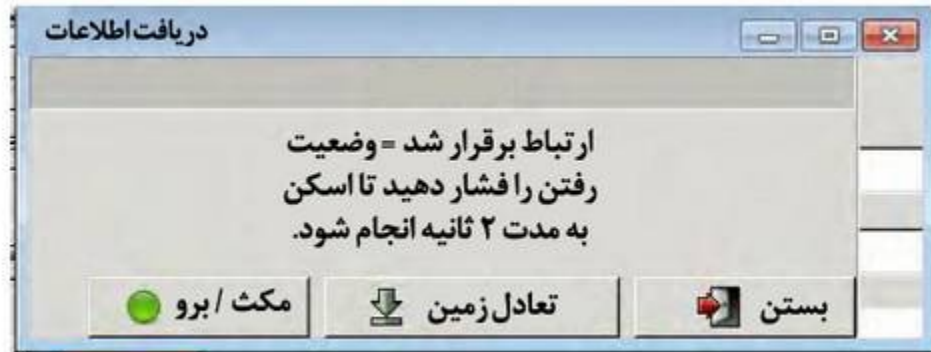 دریافت اطلاعات
ارتباط برقرار شد = وضعیت
رفتن را فشار دهید تا اسکن
به مدت ۲ ثانیه انجام شود.
مکث / برو
تعادل زمین
بستن